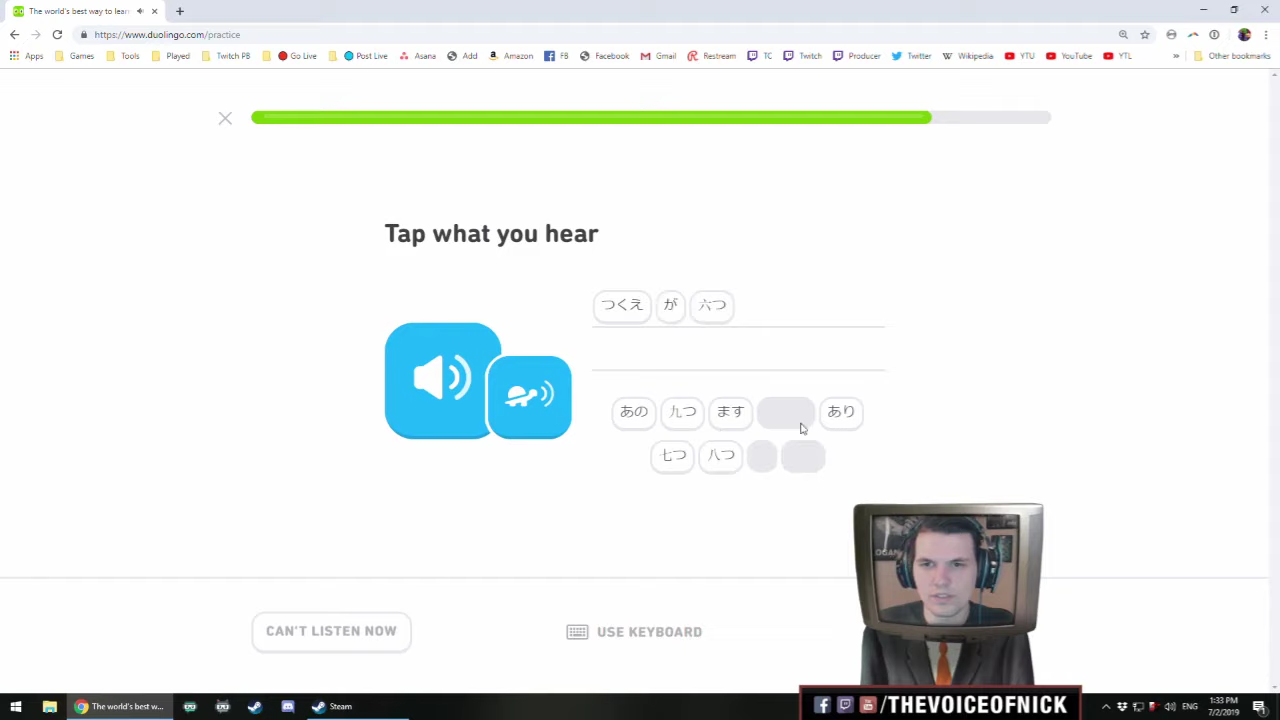 The world's best way to lear
https://www.duolingo.com/practice
Apps Games Tools Played Twitch PB Go Live Post Live Asana Add Amazon FB Facebook Gmail Restream TC Twitch Producer Twitter Wikipedia YTU YouTube YTL » Other bookmarks
Tap what you hear
つくえ が 六つ
あの 九つ ます あり
七つ 八つ
CAN'T LISTEN NOW
USE KEYBOARD
/THEVOICEOFNICK
The world's best w... Steam
ENG
1:33 PM
7/2/2019